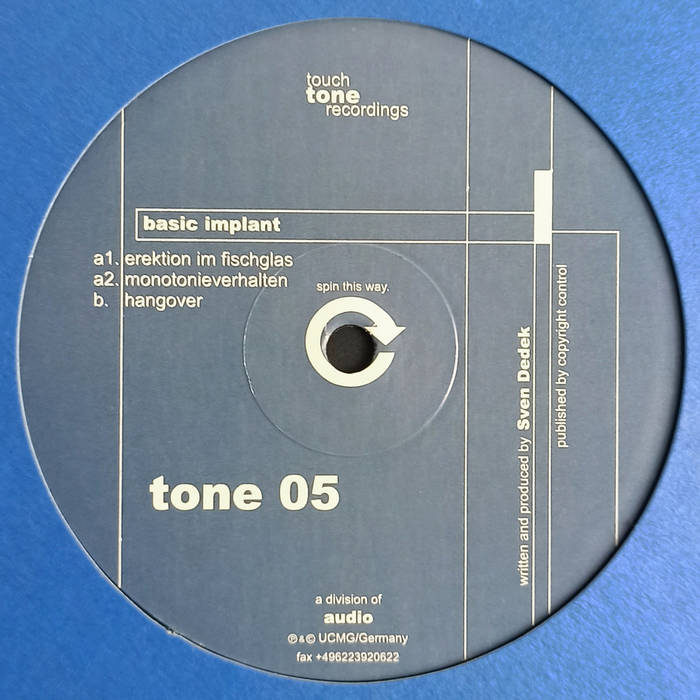 touch
tone
recordings
basic implant
a1. erektion im fischglas
a2. monotonieverhalten
b. hangover
spin this way.
written and produced by Sven Dedek
published by copyright control
tone 05
a division of
audio
℗ & © UCMG/Germany
fax +496223920622